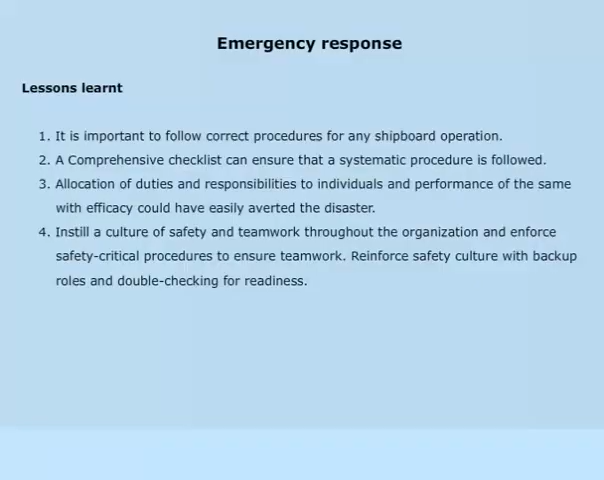 Emergency response
Lessons learnt
1. It is important to follow correct procedures for any shipboard operation.
2. A Comprehensive checklist can ensure that a systematic procedure is followed.
3. Allocation of duties and responsibilities to individuals and performance of the same
with efficacy could have easily averted the disaster.
4. Instill a culture of safety and teamwork throughout the organization and enforce
safety-critical procedures to ensure teamwork. Reinforce safety culture with backup
roles and double-checking for readiness.